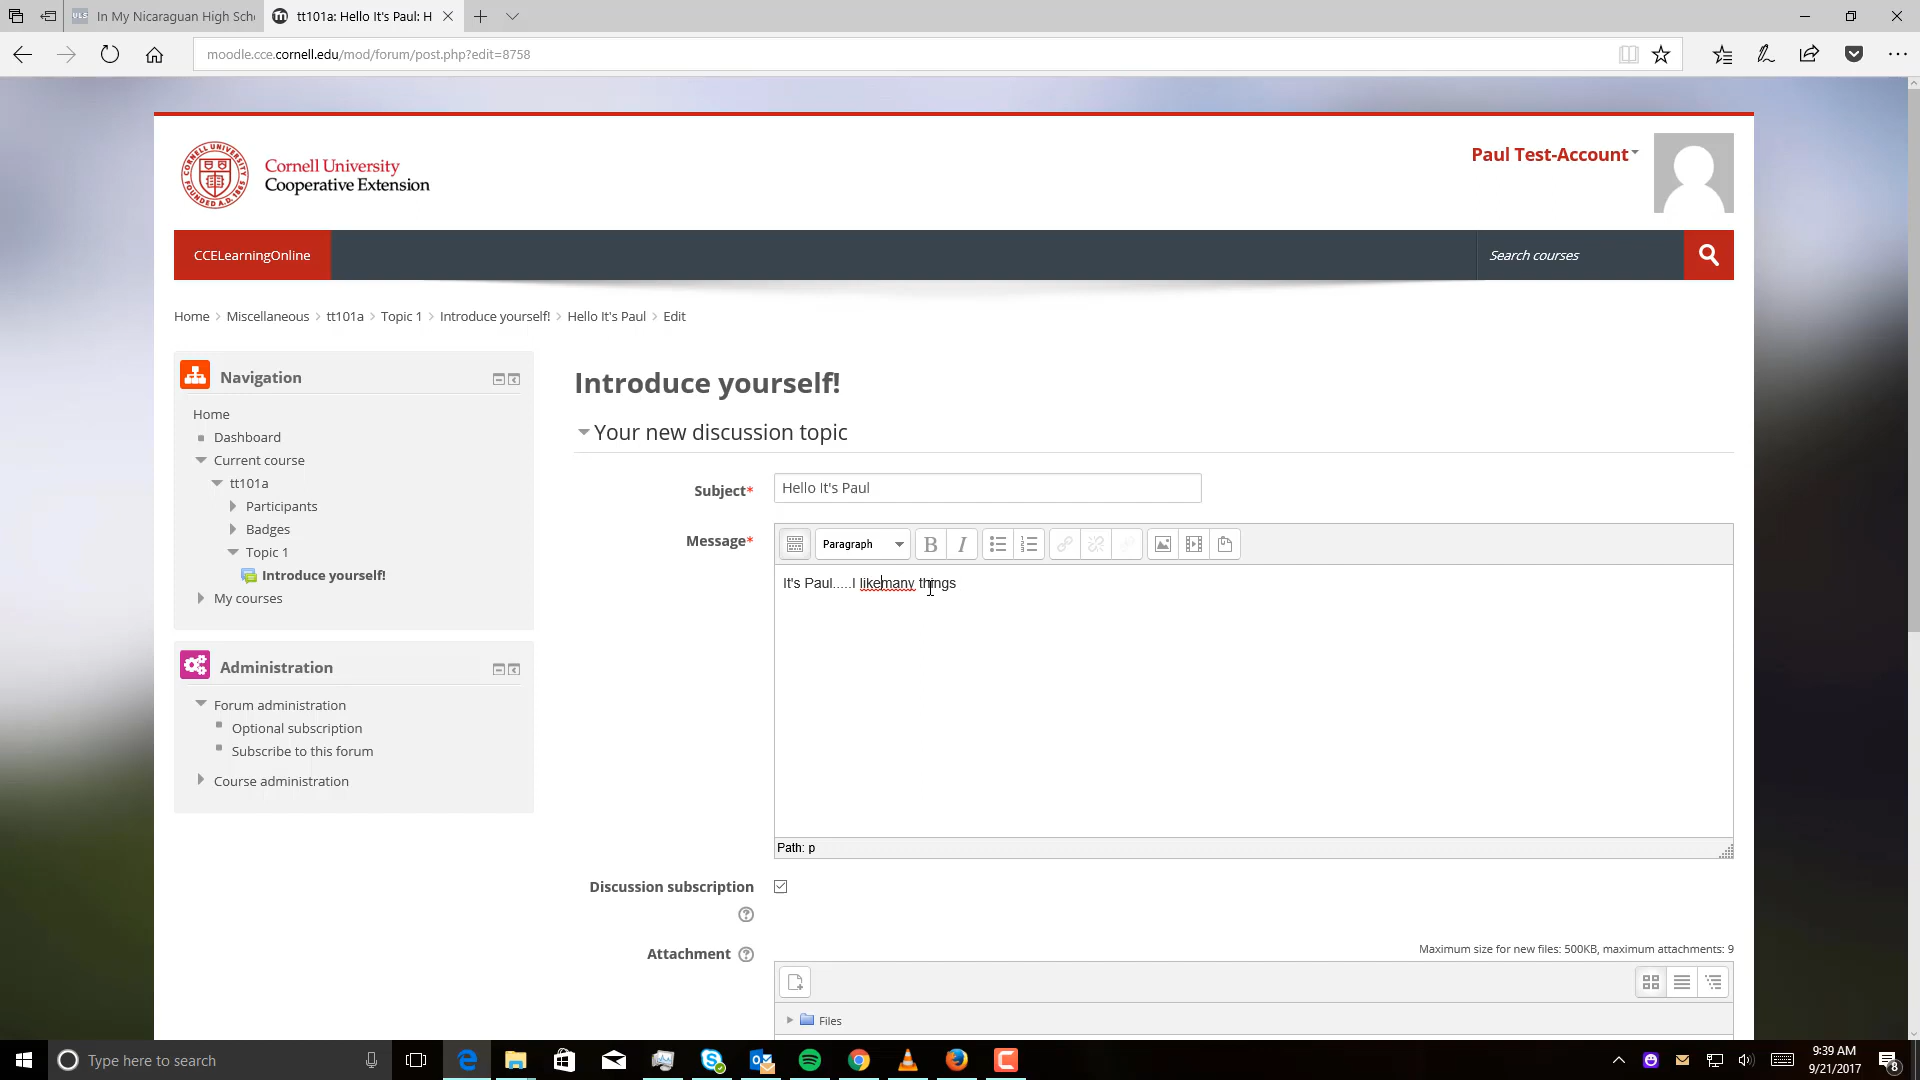 In My Nicaraguan High Sch
tt101a: Hello It's Paul: H
moodle.cce.cornell.edu/mod/forum/post.php?edit=8758
Cornell University
Cooperative Extension
Paul Test-Account
CCELearningOnline
Search courses
Home > Miscellaneous > tt101a > Topic 1 > Introduce yourself! > Hello It's Paul > Edit
Navigation
Home
Dashboard
Current course
tt101a
Participants
Badges
Topic 1
Introduce yourself!
My courses
Administration
Forum administration
Optional subscription
Subscribe to this forum
Course administration
Introduce yourself!
Your new discussion topic
Subject*
Hello It's Paul
Message*
Paragraph
B I
It's Paul.....I likemany things
Path: p
Discussion subscription
Attachment
Maximum size for new files: 500KB, maximum attachments: 9
Files
Type here to search
9:39 AM
9/21/2017
8